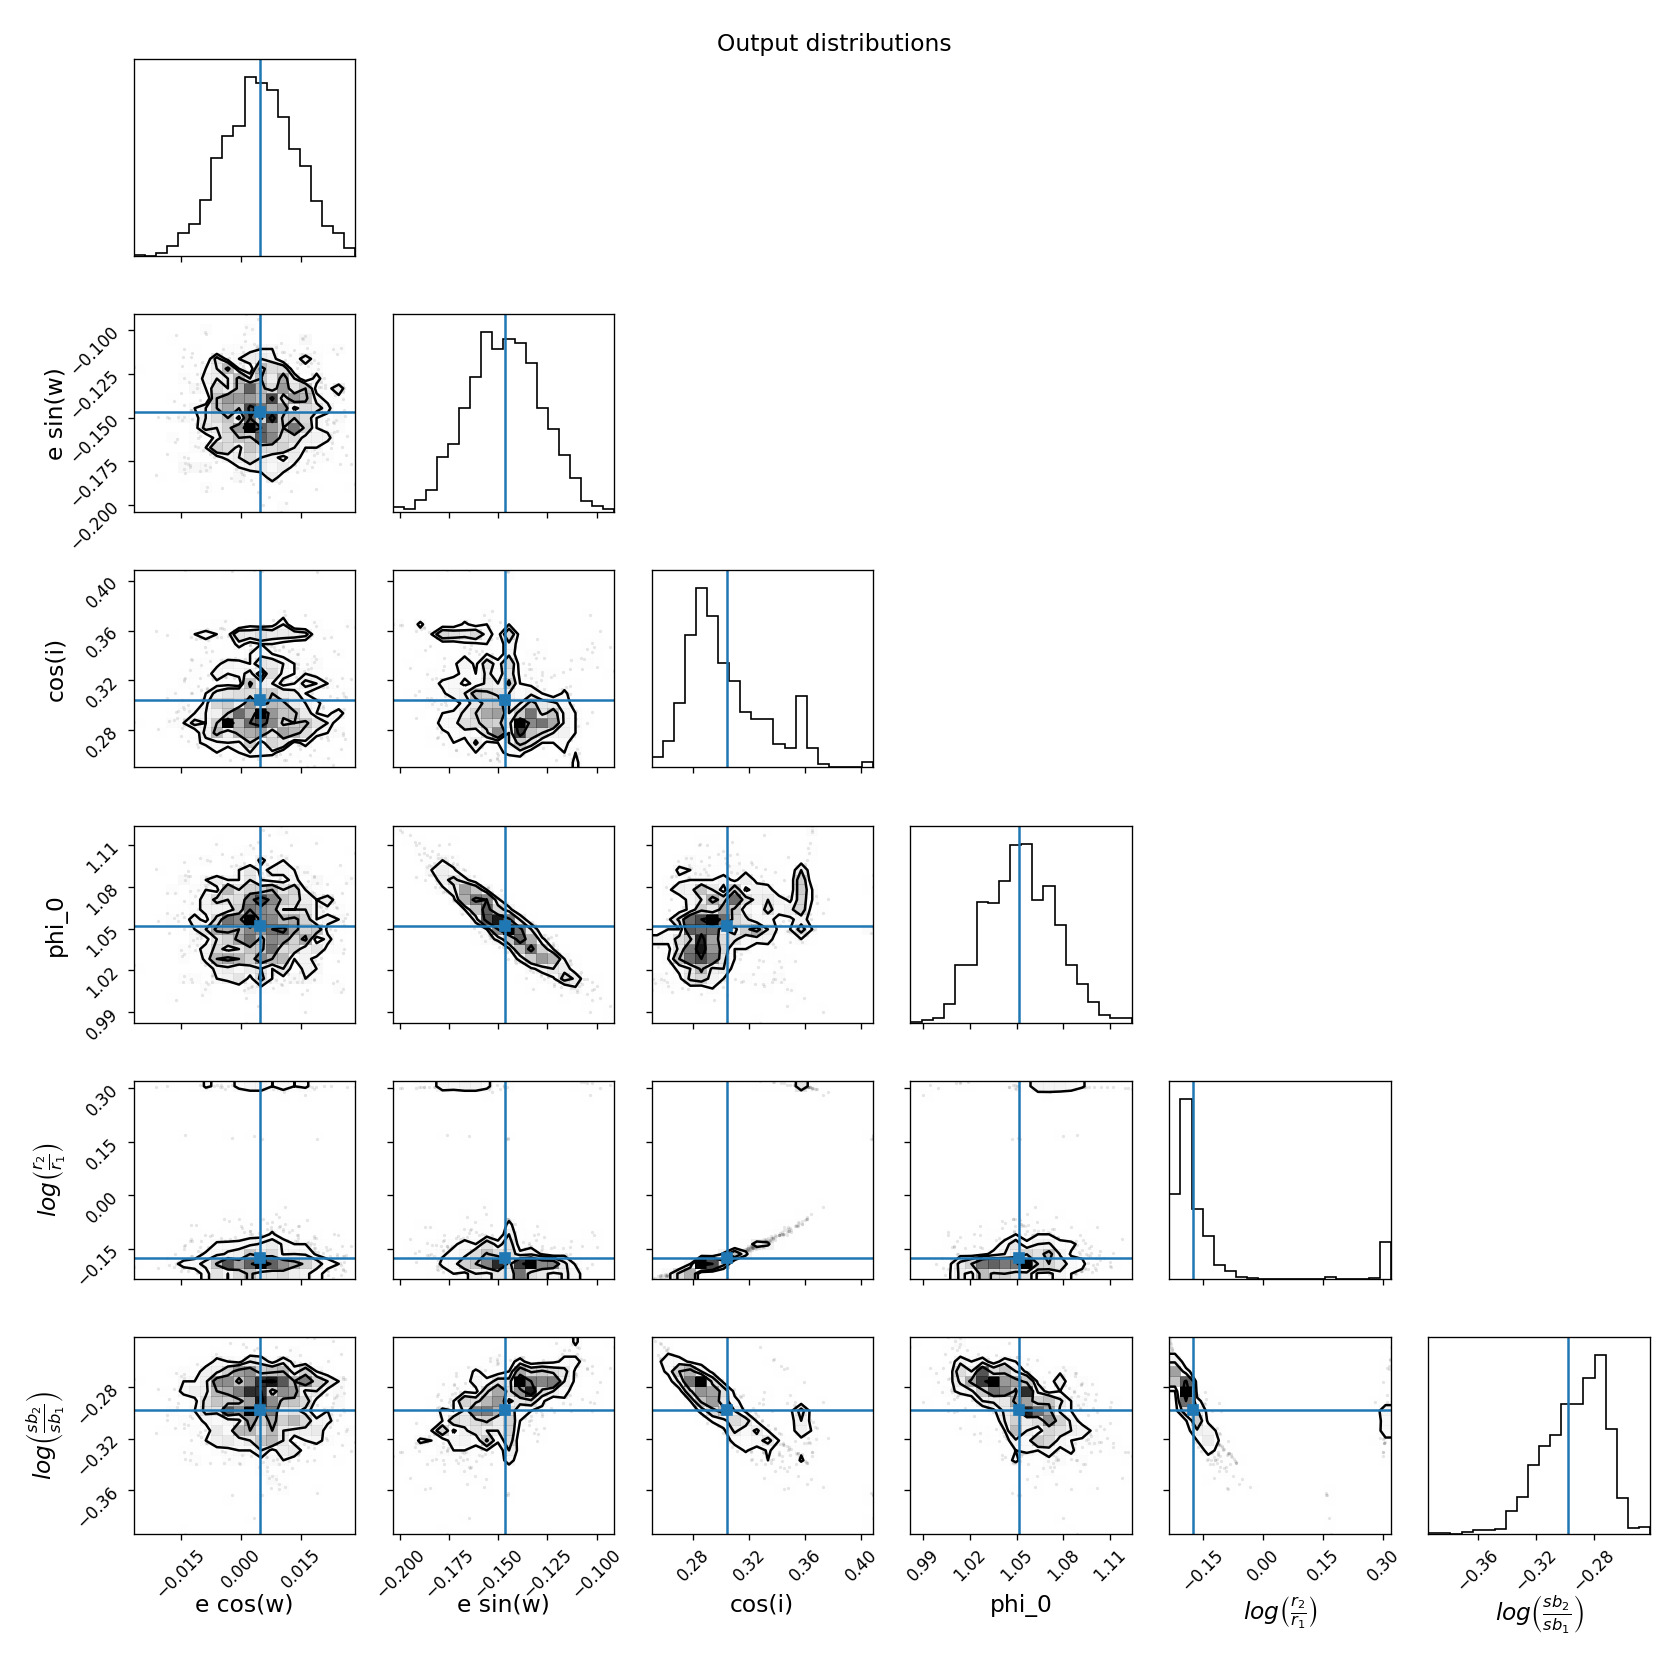 Output distributions
e sin(w)
−0.100
−0.125
−0.150
−0.175
−0.200
cos(i)
0.40
0.36
0.32
0.28
phi_0
1.11
1.08
1.05
1.02
0.99
log(r₂/r₁)
0.30
0.15
0.00
−0.15
log(sb₂/sb₁)
−0.28
−0.32
−0.36
−0.015 0.000 0.015
−0.200 −0.175 −0.150 −0.125 −0.100
0.28 0.32 0.36 0.40
0.99 1.02 1.05 1.08 1.11
−0.15 0.00 0.15 0.30
−0.36 −0.32 −0.28
e cos(w)
e sin(w)
cos(i)
phi_0
log(r₂/r₁)
log(sb₂/sb₁)